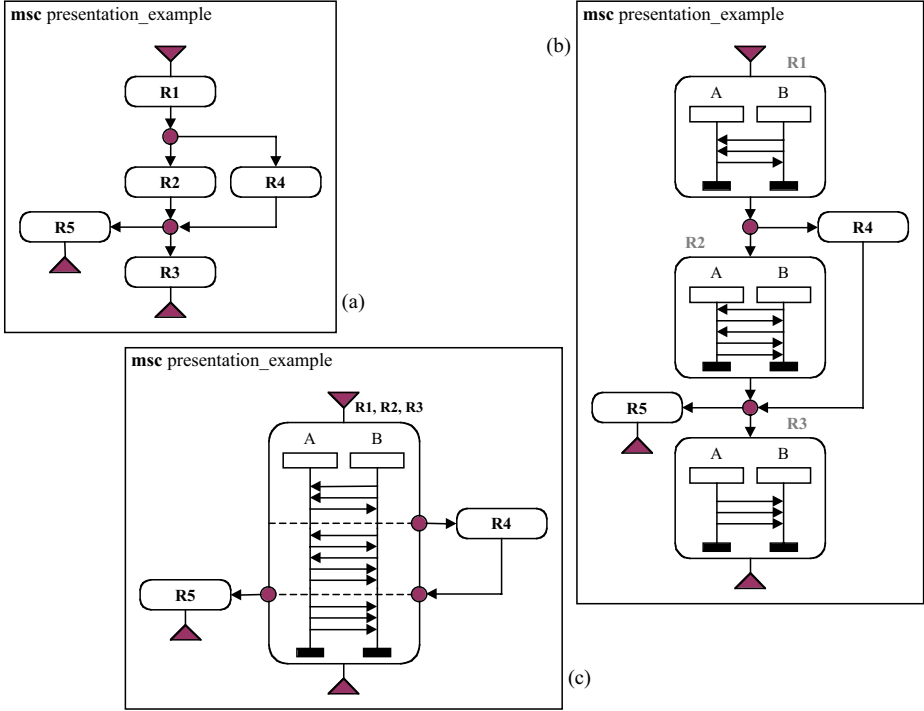 msc presentation_example
R1
R2
R4
R5
R3
(a)
(b)
msc presentation_example
R1
A B
R4
R2
A B
R5
R3
A B
msc presentation_example
R1, R2, R3
A B
R4
R5
(c)